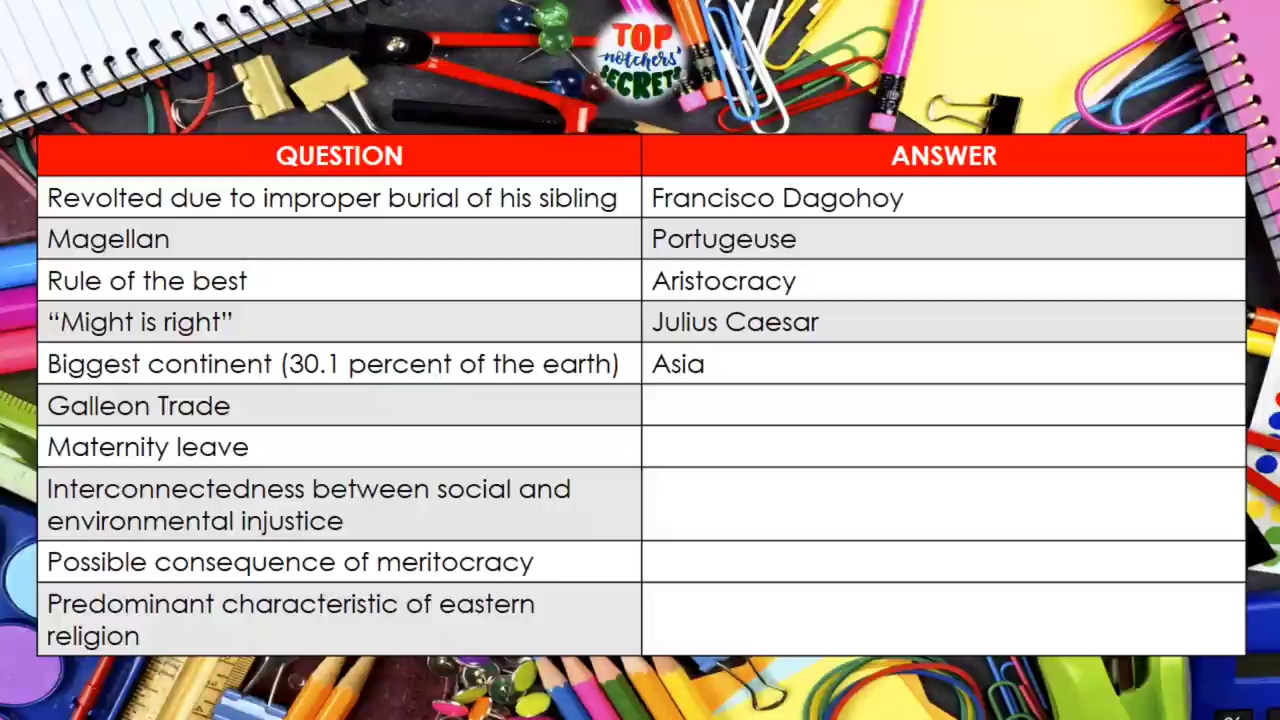 TOP
notchers'
SECRETS
QUESTION ANSWER
Revolted due to improper burial of his sibling Francisco Dagohoy
Magellan Portugeuse
Rule of the best Aristocracy
“Might is right” Julius Caesar
Biggest continent (30.1 percent of the earth) Asia
Galleon Trade
Maternity leave
Interconnectedness between social and
environmental injustice
Possible consequence of meritocracy
Predominant characteristic of eastern
religion